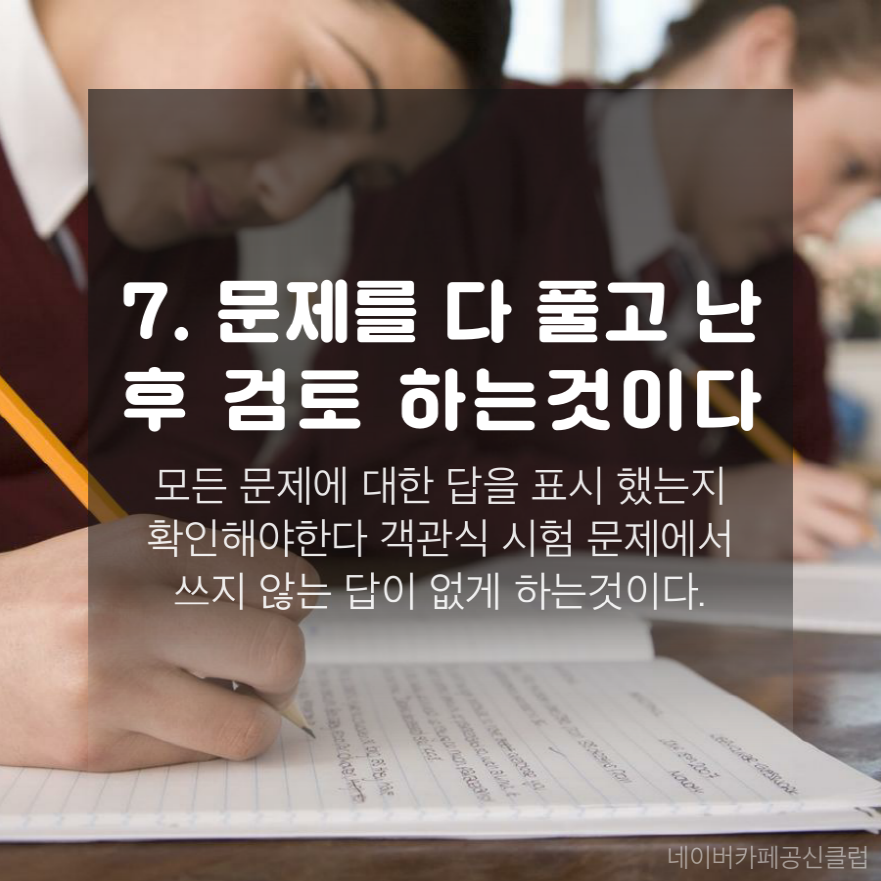 7. 문제를 다 풀고 난
후 검토 하는것이다
모든 문제에 대한 답을 표시 했는지
확인해야한다 객관식 시험 문제에서
쓰지 않는 답이 없게 하는것이다.
네이버카페공신클럽